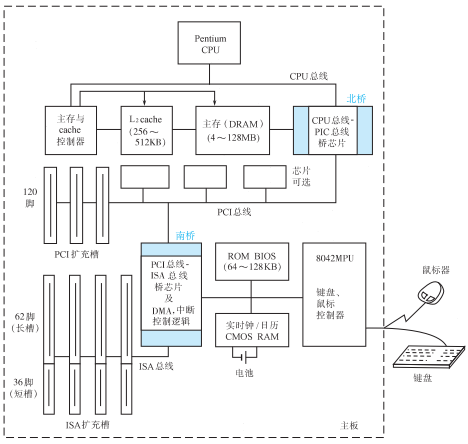 Pentium
CPU
CPU总线
北桥
主存与
cache
控制器
L2cache
(256～
512KB)
主存(DRAM)
(4～128MB)
CPU总线-
PIC总线
桥芯片
芯片
可选
120
脚
PCI总线
PCI扩充槽
南桥
PCI总线-
ISA总线
桥芯片
及
DMA、中断
控制逻辑
ROM BIOS
(64～128KB)
8042MPU
键盘、
鼠标
控制器
鼠标器
62脚
(长槽)
实时钟/日历
CMOS RAM
电池
ISA总线
键盘
36脚
(短槽)
ISA扩充槽
主板